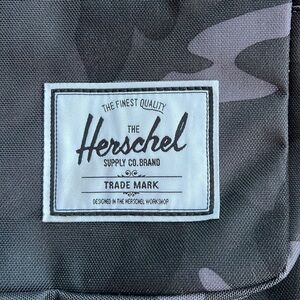 THE FINEST QUALITY
THE
Herschel
SUPPLY CO. BRAND
TRADE MARK
DESIGNED IN THE HERSCHEL WORKSHOP